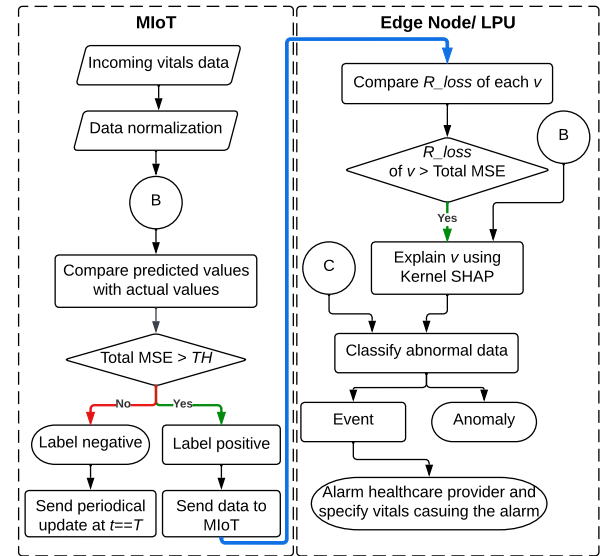 MIoT
Incoming vitals data
Data normalization
B
Compare predicted values
with actual values
Total MSE > TH
No
Yes
Label negative
Label positive
Send periodical
update at t==T
Send data to
MIoT
Edge Node/ LPU
Compare R_loss of each v
B
R_loss
of v > Total MSE
Yes
Explain v using
Kernel SHAP
C
Classify abnormal data
Event
Anomaly
Alarm healthcare provider and
specify vitals casuing the alarm